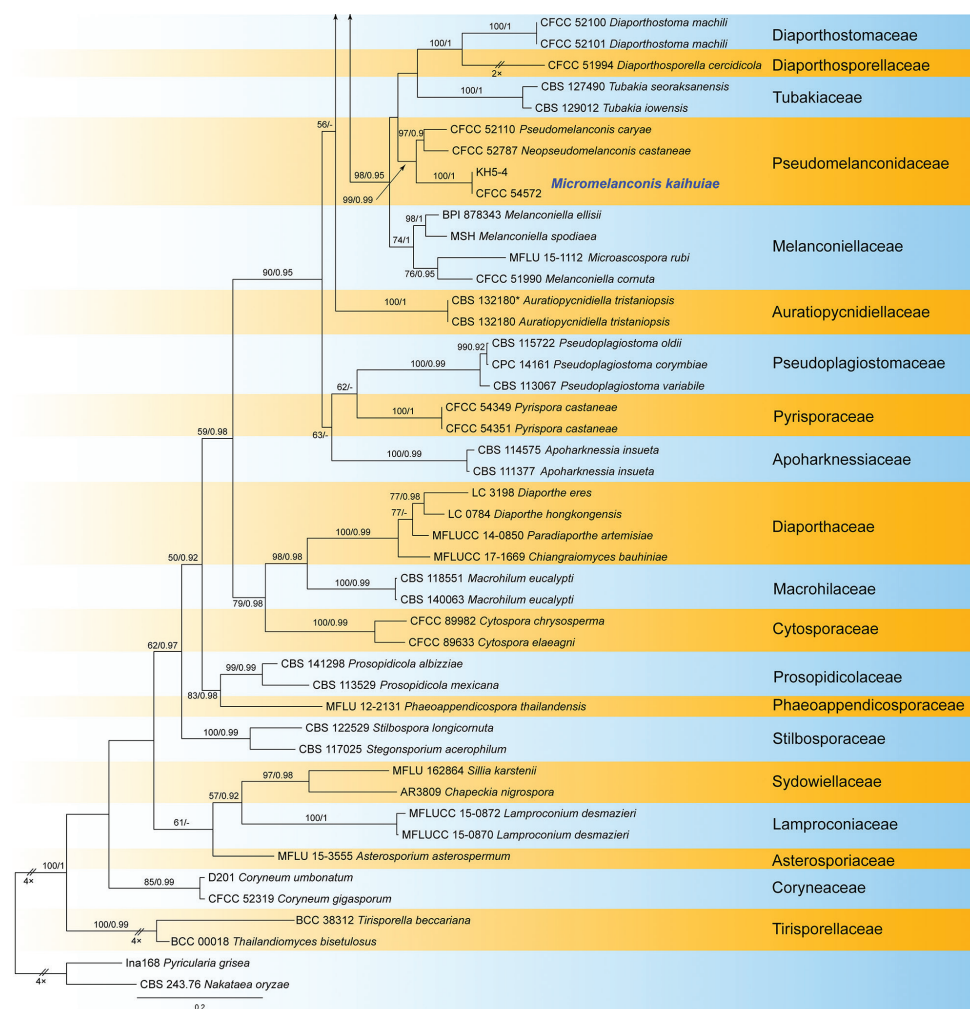 100/1
CFCC 52100 Diaporthostoma machili
CFCC 52101 Diaporthostoma machili
Diaporthostomaceae
100/1
CFCC 51994 Diaporthosporella cercidicola
2×
Diaporthosporellaceae
100/1
CBS 127490 Tubakia seoraksanensis
CBS 129012 Tubakia iowensis
Tubakiaceae
56/-
97/0.9
CFCC 52110 Pseudomelanconis caryae
CFCC 52787 Neopseudomelanconis castaneae
Pseudomelanconidaceae
98/0.95
100/1
KH5-4
CFCC 54572
Micromelanconis kaihuiae
99/0.99
98/1
BPI 878343 Melanconiella ellisii
MSH Melanconiella spodiaea
74/1
Melanconiellaceae
MFLU 15-1112 Microascospora rubi
76/0.95
CFCC 51990 Melanconiella cornuta
90/0.95
100/1
CBS 132180* Auratiopycnidiella tristaniopsis
CBS 132180 Auratiopycnidiella tristaniopsis
Auratiopycnidiellaceae
990.92
CBS 115722 Pseudoplagiostoma oldii
CPC 14161 Pseudoplagiostoma corymbiae
100/0.99
CBS 113067 Pseudoplagiostoma variabile
Pseudoplagiostomaceae
62/-
100/1
CFCC 54349 Pyrispora castaneae
CFCC 54351 Pyrispora castaneae
Pyrisporaceae
63/-
59/0.98
100/0.99
CBS 114575 Apoharknessia insueta
CBS 111377 Apoharknessia insueta
Apoharknessiaceae
77/0.98
LC 3198 Diaporthe eres
77/-
LC 0784 Diaporthe hongkongensis
100/0.99
MFLUCC 14-0850 Paradiaporthe artemisiae
MFLUCC 17-1669 Chiangraiomyces bauhiniae
Diaporthaceae
50/0.92
98/0.98
100/0.99
CBS 118551 Macrohilum eucalypti
CBS 140063 Macrohilum eucalypti
Macrohilaceae
79/0.98
100/0.99
CFCC 89982 Cytospora chrysosperma
CFCC 89633 Cytospora elaeagni
Cytosporaceae
62/0.97
99/0.99
CBS 141298 Prosopidicola albizziae
CBS 113529 Prosopidicola mexicana
Prosopidicolaceae
83/0.98
MFLU 12-2131 Phaeoappendicospora thailandensis
Phaeoappendicosporaceae
100/0.99
CBS 122529 Stilbospora longicornuta
CBS 117025 Stegonsporium acerophilum
Stilbosporaceae
97/0.98
MFLU 162864 Sillia karstenii
AR3809 Chapeckia nigrospora
Sydowiellaceae
57/0.92
100/1
MFLUCC 15-0872 Lamproconium desmazieri
MFLUCC 15-0870 Lamproconium desmazieri
Lamproconiaceae
61/-
MFLU 15-3555 Asterosporium asterospermum
Asterosporiaceae
100/1
4×
85/0.99
D201 Coryneum umbonatum
CFCC 52319 Coryneum gigasporum
Coryneaceae
100/0.99
4×
BCC 38312 Tirisporella beccariana
BCC 00018 Thailandiomyces bisetulosus
Tirisporellaceae
4×
Ina168 Pyricularia grisea
CBS 243.76 Nakataea oryzae
0.2